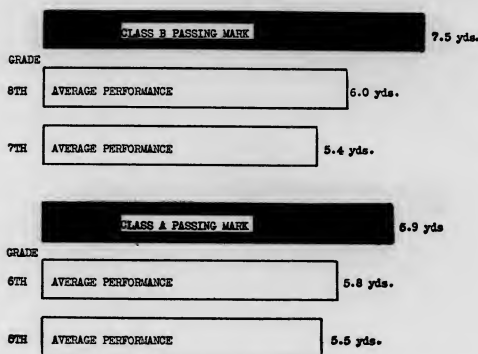 CLASS B PASSING MARK 7.5 yds.
GRADE
8TH AVERAGE PERFORMANCE 6.0 yds.
7TH AVERAGE PERFORMANCE 5.4 yds.
CLASS A PASSING MARK 6.9 yds
GRADE
6TH AVERAGE PERFORMANCE 5.8 yds.
AVERAGE PERFORMANCE 5.5 yds.